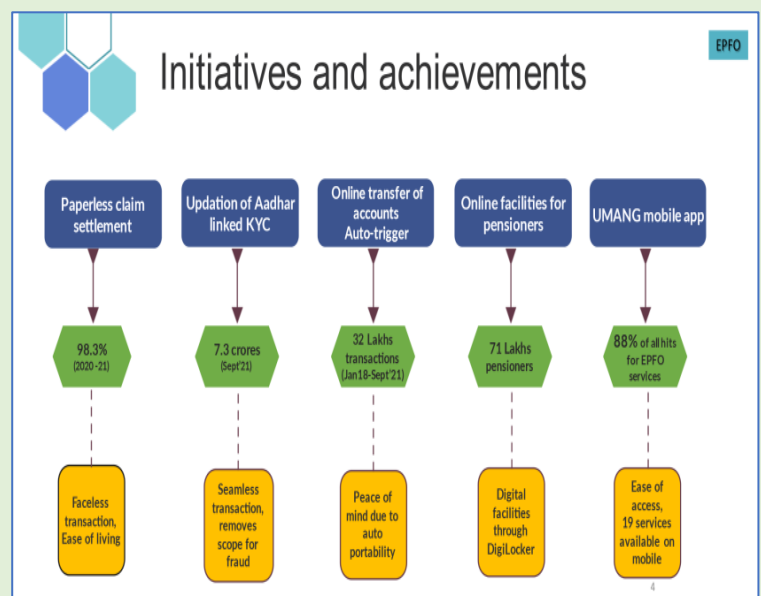 EPFO
Initiatives and achievements
Paperless claim
settlement
Updation of Aadhar
linked KYC
Online transfer of
accounts
Auto-trigger
Online facilities for
pensioners
UMANG mobile app
98.3%
(2020-21)
7.3 crores
(Sept'21)
32 Lakhs
transactions
(Jan18-Sept'21)
71 Lakhs
pensioners
88% of all hits
for EPFO
services
Faceless
transaction,
Ease of living
Seamless
transaction,
removes
scope for
fraud
Peace of
mind due to
auto
portability
Digital
facilities
through
DigiLocker
Ease of
access,
19 services
available on
mobile
4